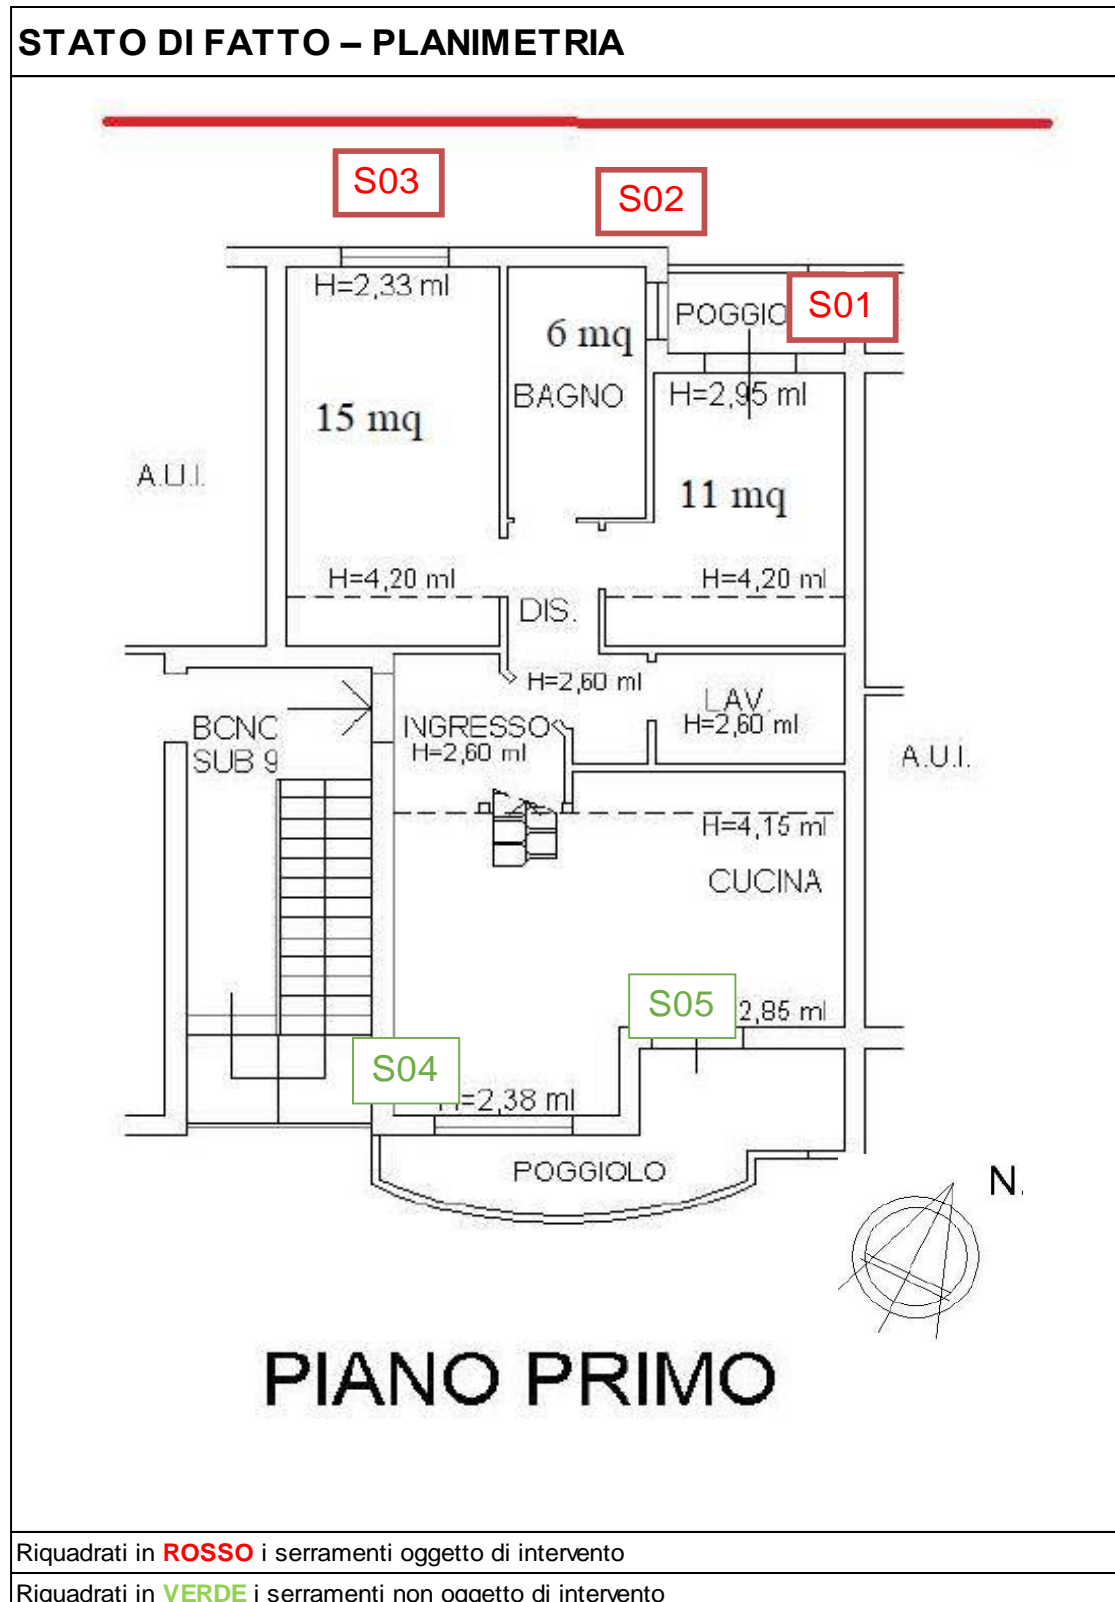 STATO DI FATTO – PLANIMETRIA
S03
S02
S01
H=2,33 ml
POGGIO
6 mq
BAGNO
H=2,95 ml
15 mq
A.U.I.
11 mq
H=4,20 ml
H=4,20 ml
DIS.
H=2,60 ml
LAV.
H=2,60 ml
BCNC
SUB 9
INGRESSO
H=2,60 ml
A.U.I.
H=4,15 ml
CUCINA
S05
2,85 ml
S04
H=2,38 ml
POGGIOLO
N.
PIANO PRIMO
Riquadrati in ROSSO i serramenti oggetto di intervento
Riquadrati in VERDE i serramenti non oggetto di intervento